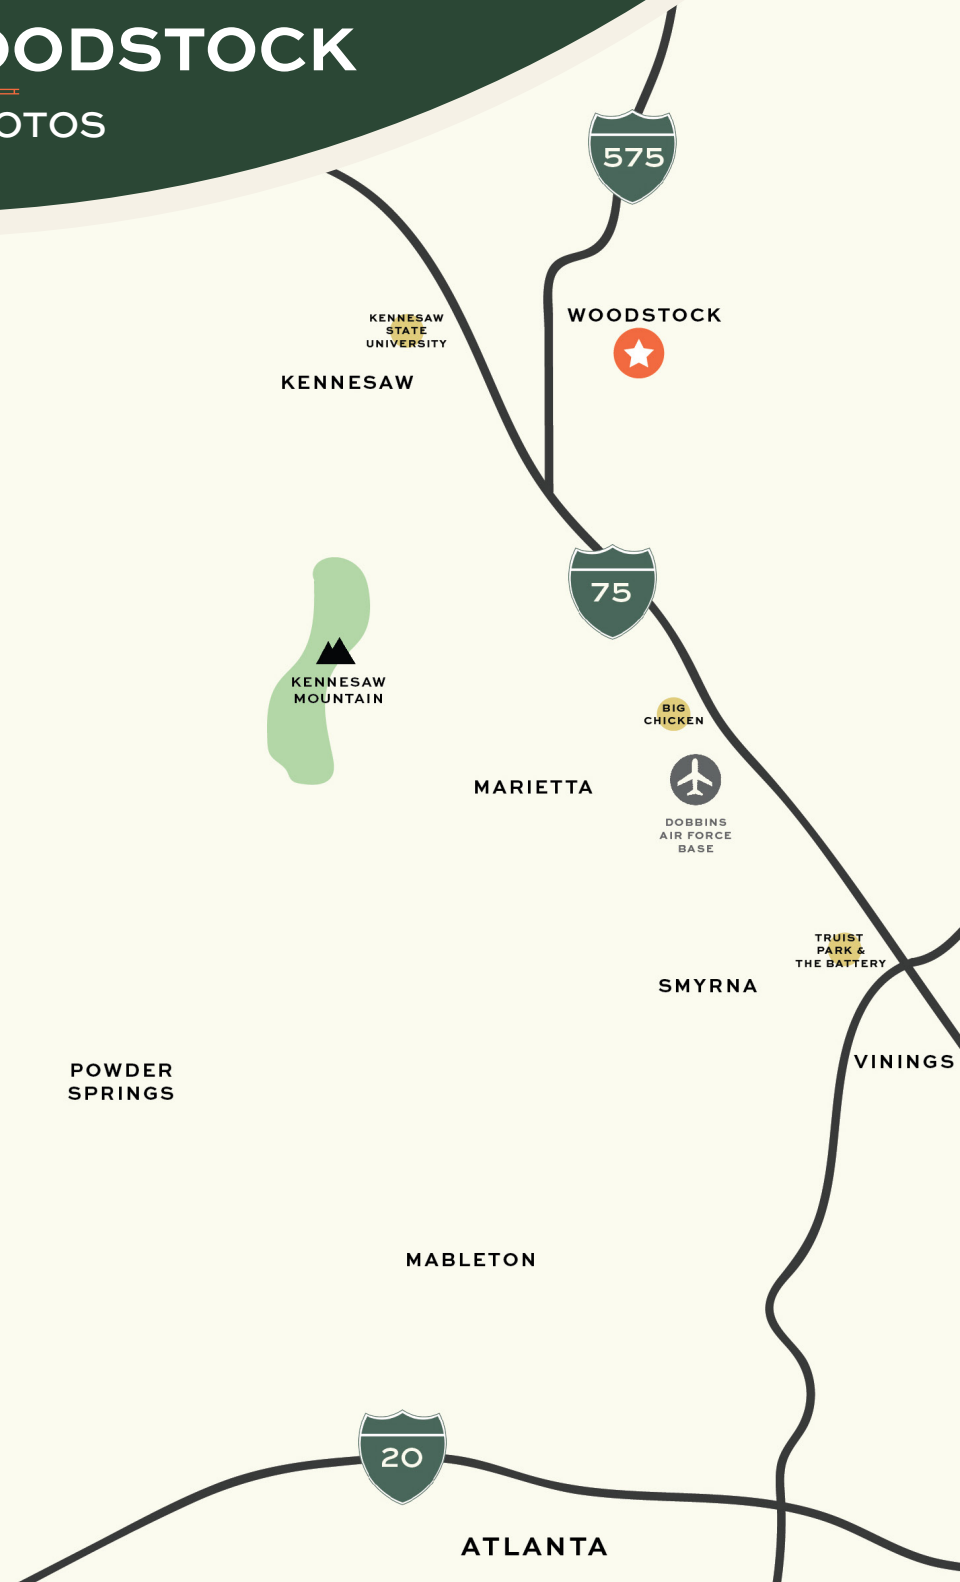 OODSTOCK
OTOS
575
WOODSTOCK
KENNESAW
STATE
UNIVERSITY
KENNESAW
75
KENNESAW
MOUNTAIN
BIG
CHICKEN
MARIETTA
DOBBINS
AIR FORCE
BASE
TRUIST
PARK &
THE BATTERY
SMYRNA
VININGS
POWDER
SPRINGS
MABLETON
20
ATLANTA